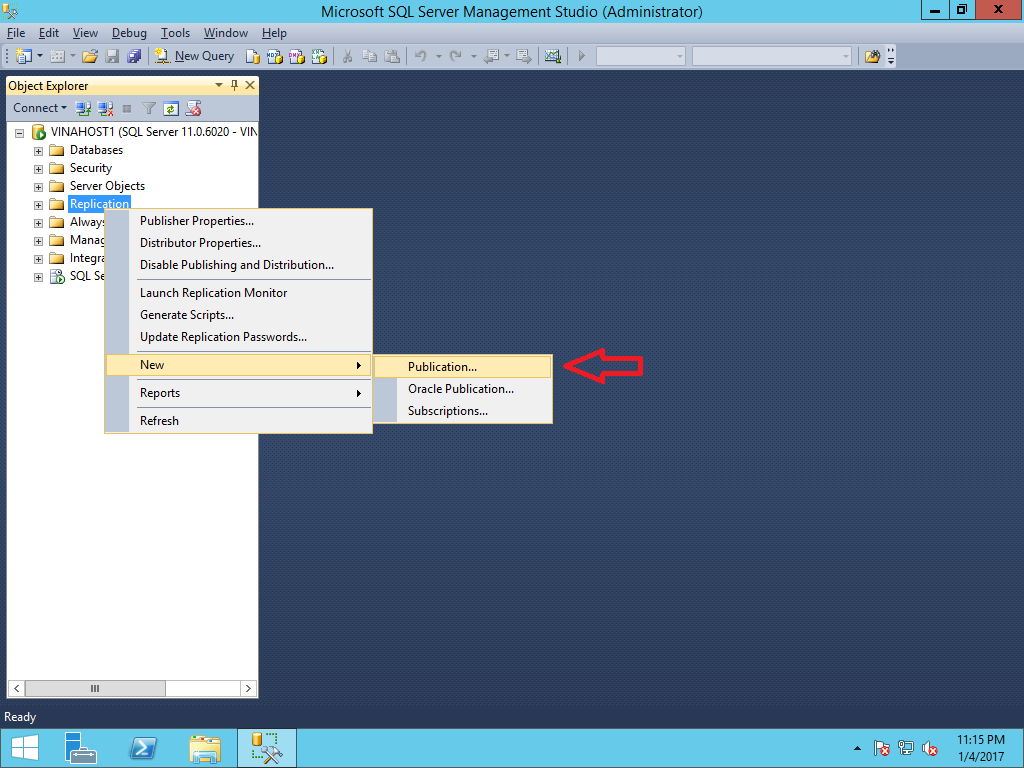 Microsoft SQL Server Management Studio (Administrator)
File Edit View Debug Tools Window Help
New Query
Object Explorer
Connect
VINAHOST1 (SQL Server 11.0.6020 - VIN
Databases
Security
Server Objects
Replication
Always
Manag
Integra
SQL Se
Publisher Properties...
Distributor Properties...
Disable Publishing and Distribution...
Launch Replication Monitor
Generate Scripts...
Update Replication Passwords...
New
Reports
Refresh
Publication...
Oracle Publication...
Subscriptions...
Ready
11:15 PM
1/4/2017